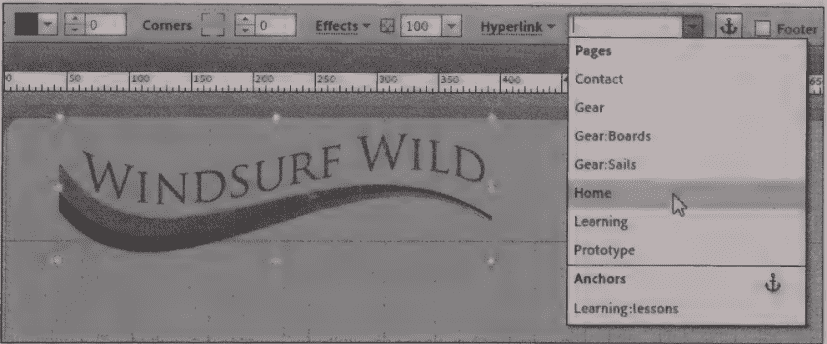 0 Corners 0 Effects 100 Hyperlink Footer
Pages
0 50 100 150 200 250 300 350 400
Contact
Gear
Gear:Boards
WINDSURF WILD
Gear:Sails
Home
Learning
Prototype
Anchors
Learning:lessons